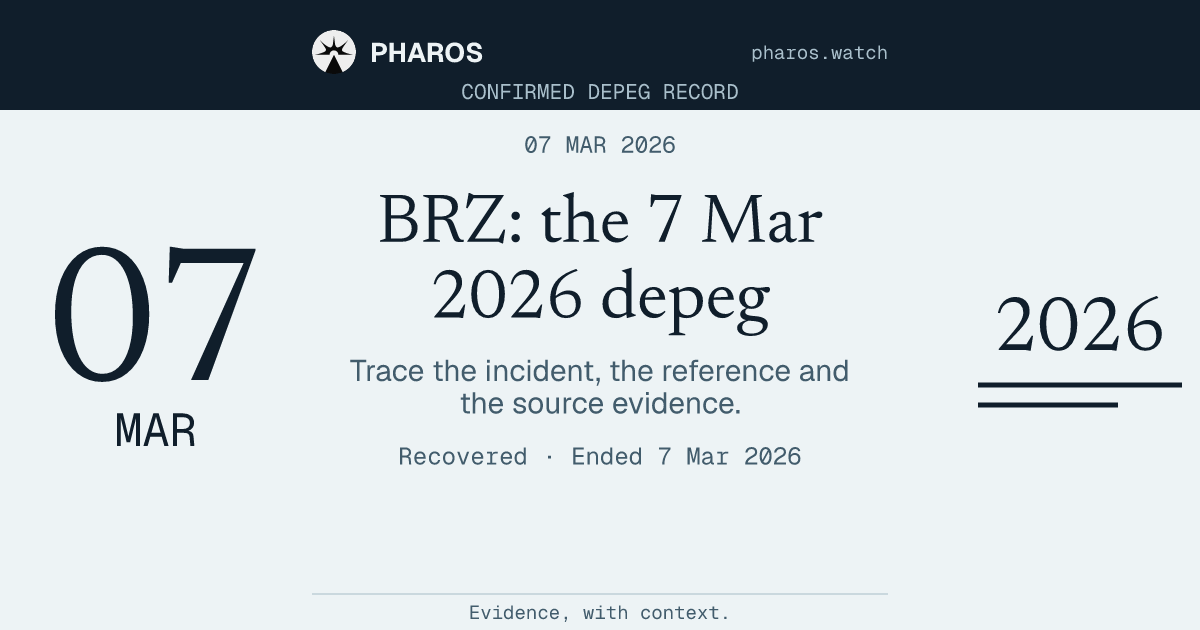 PHAROS
pharos.watch
CONFIRMED DEPEG RECORD
07 MAR 2026
BRZ: the 7 Mar
2026 depeg
Trace the incident, the reference and
the source evidence.
Recovered · Ended 7 Mar 2026
07
MAR
2026
Evidence, with context.